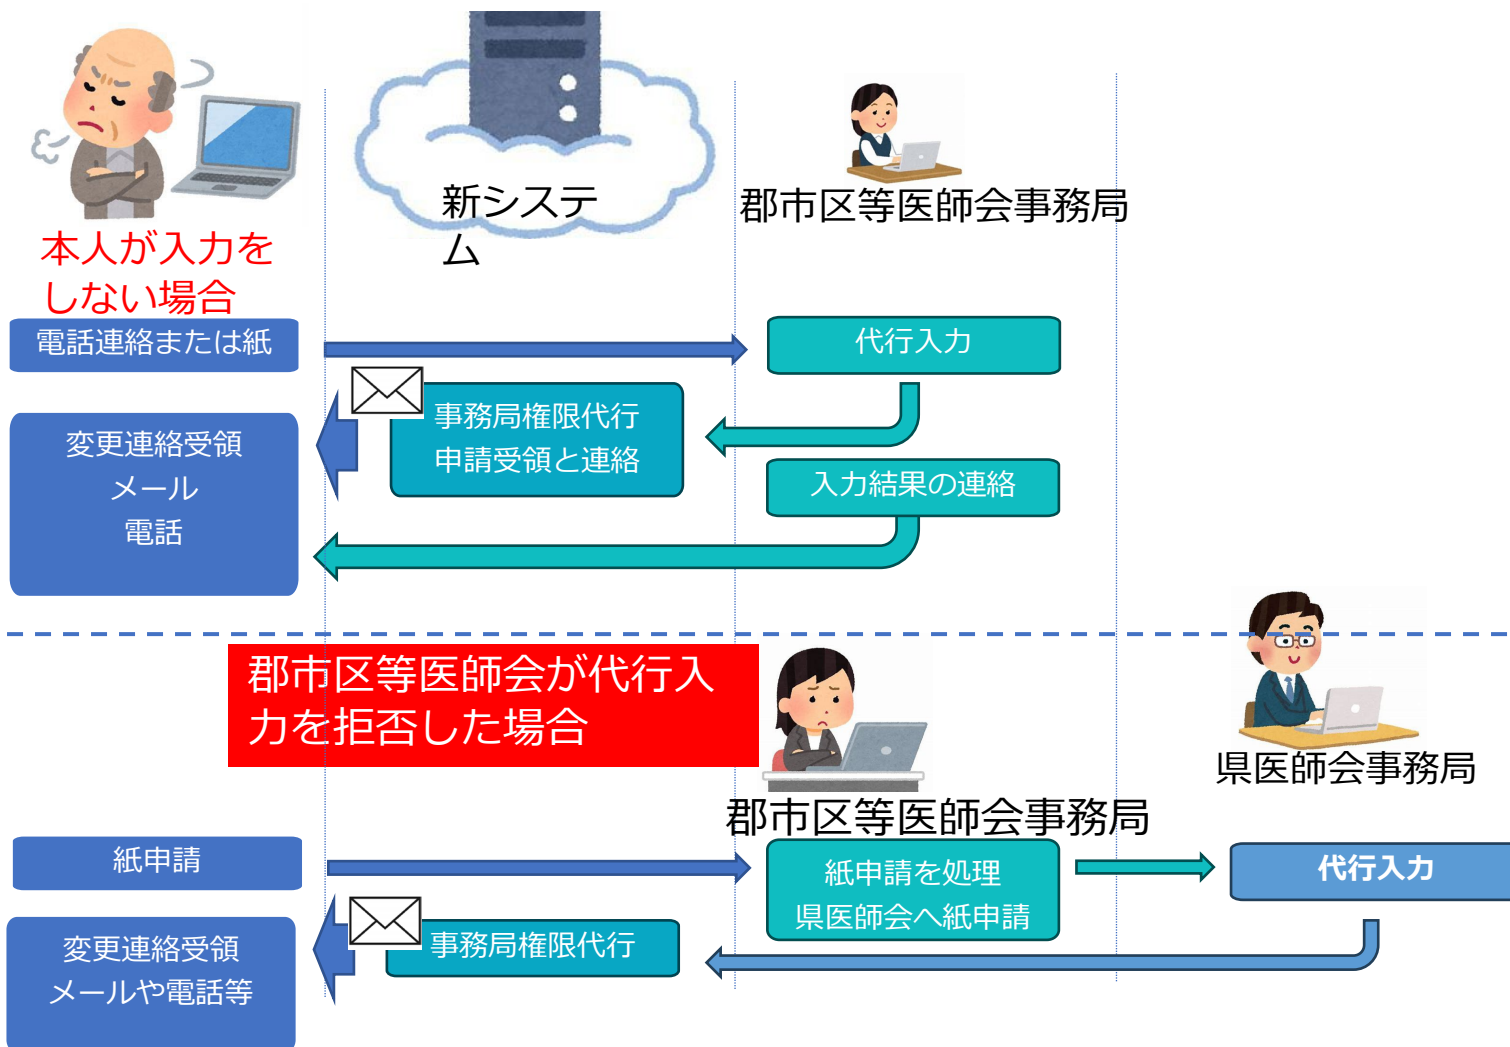 新システ
ム
郡市区等医師会事務局
本人が入力を
しない場合
電話連絡または紙
代行入力
事務局権限代行
申請受領と連絡
変更連絡受領
メール
電話
入力結果の連絡
郡市区等医師会が代行入
力を拒否した場合
県医師会事務局
郡市区等医師会事務局
紙申請
紙申請を処理
県医師会へ紙申請
代行入力
事務局権限代行
変更連絡受領
メールや電話等